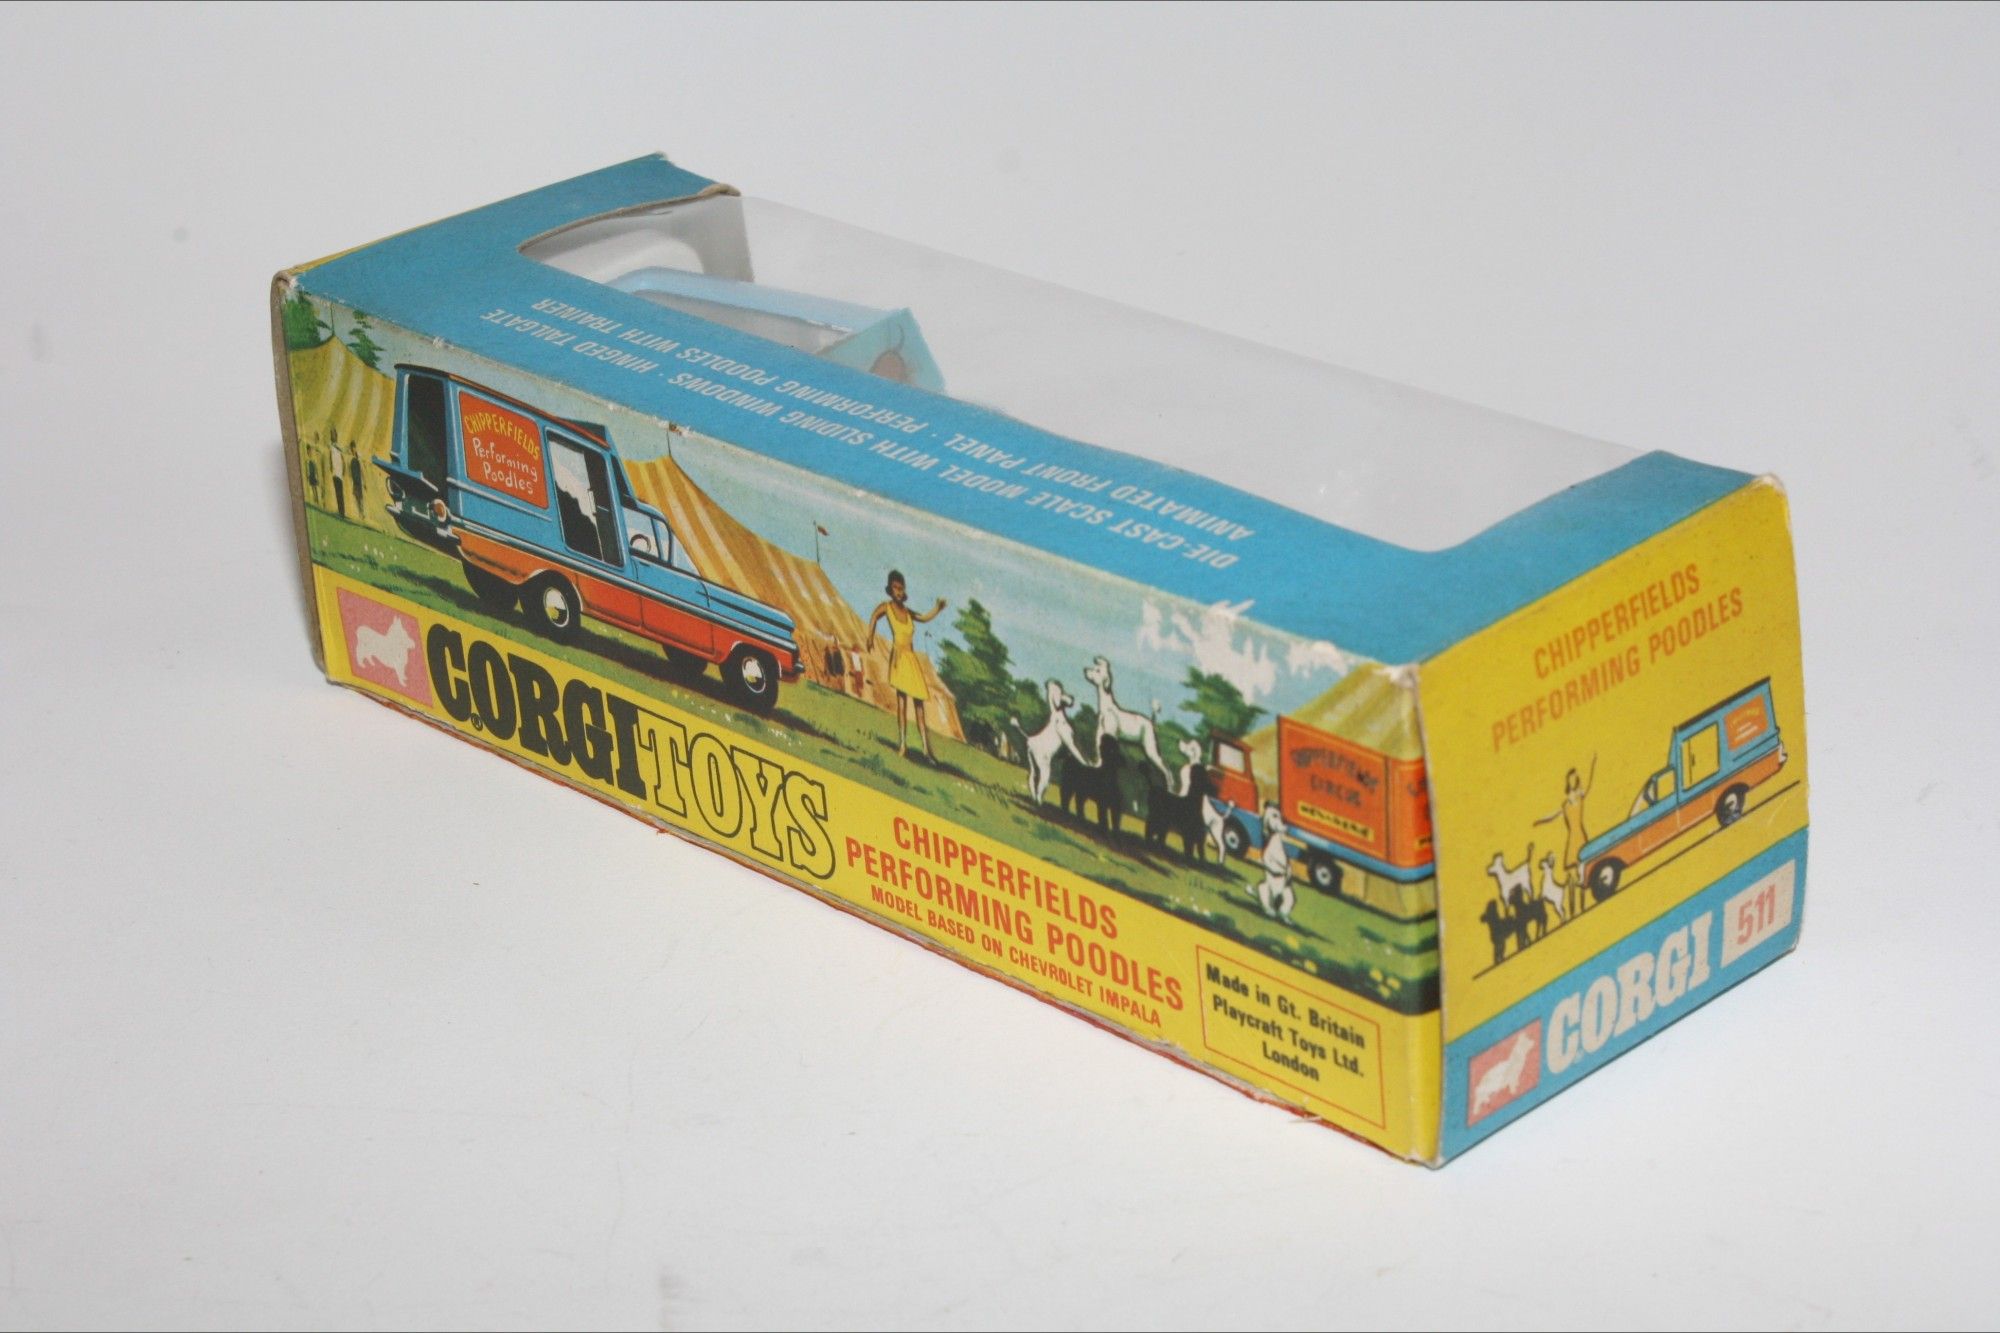 DIE-CAST SCALE MODEL WITH SLIDING WINDOWS · HINGED TAILGATE
ANIMATED FRONT PANEL · PERFORMING POODLES WITH TRAINER
CHIPPERFIELDS
Performing
Poodles
CORGI TOYS
®
CHIPPERFIELDS
PERFORMING POODLES
MODEL BASED ON CHEVROLET IMPALA
CHIPPERFIELDS
CIRCUS
Made in Gt. Britain
Playcraft Toys Ltd.
London
CHIPPERFIELDS
PERFORMING POODLES
CORGI 511